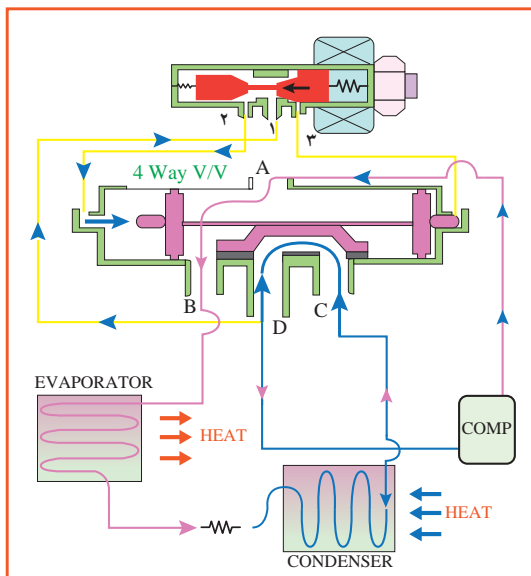 ۲
۱
۳
4 Way V/V
A
B
D
C
EVAPORATOR
HEAT
COMP
HEAT
CONDENSER